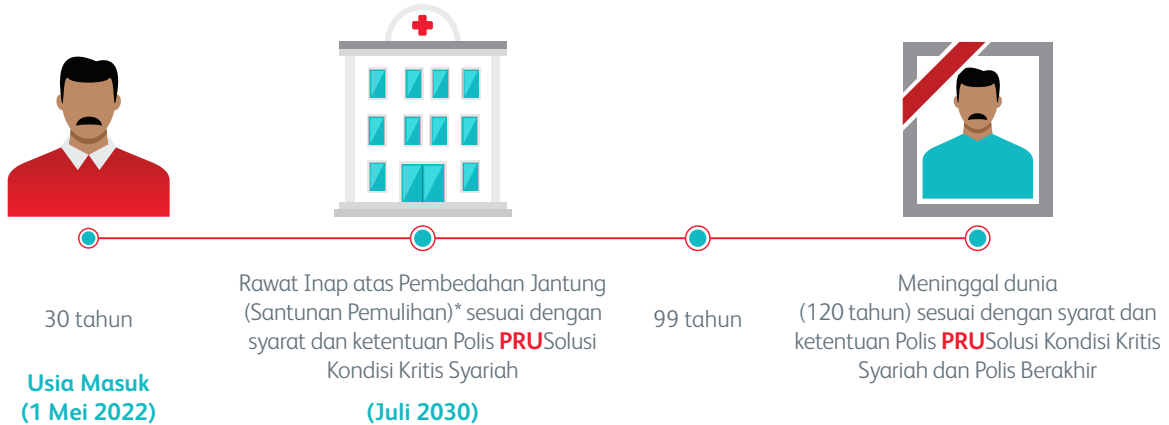 30 tahun
Usia Masuk
(1 Mei 2022)
Rawat Inap atas Pembedahan Jantung
(Santunan Pemulihan)* sesuai dengan
syarat dan ketentuan Polis PRUSolusi
Kondisi Kritis Syariah
(Juli 2030)
99 tahun
Meninggal dunia
(120 tahun) sesuai dengan syarat dan
ketentuan Polis PRUSolusi Kondisi Kritis
Syariah dan Polis Berakhir